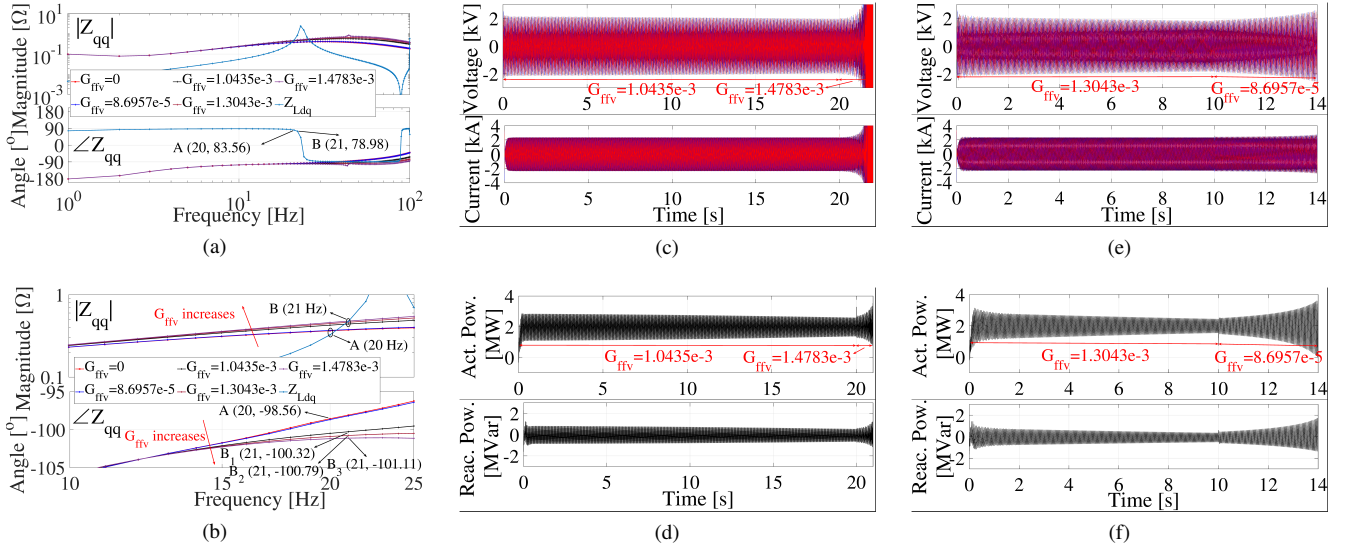 10¹
10⁻¹
10⁻³
Magnitude [Ω]
|Z_qq|
G_ffv=0
G_ffv=1.0435e-3
G_ffv=1.4783e-3
G_ffv=8.6957e-5
G_ffv=1.3043e-3
Z_Ldq
180
90
-90
-180
Angle [°]
∠Z_qq
A (20, 83.56)
B (21, 78.98)
10⁰
10¹
10²
Frequency [Hz]
(a)
1
0.1
Magnitude [Ω]
|Z_qq|
G_ffv increases
B (21 Hz)
A (20 Hz)
G_ffv=0
G_ffv=1.0435e-3
G_ffv=1.4783e-3
G_ffv=8.6957e-5
G_ffv=1.3043e-3
Z_Ldq
-95
-100
-105
Angle [°]
∠Z_qq
A (20, -98.56)
G_ffv increases
B_1 (21, -100.32)
B_2 (21, -100.79)
B_3 (21, -101.11)
10
15
20
25
Frequency [Hz]
(b)
Voltage [kV]
2
0
-2
G_ffv=1.0435e-3
G_ffv=1.4783e-3
0 5 10 15 20
Current [kA]
4
2
0
-2
-4
0 5 10 15 20
Time [s]
(c)
Act. Pow.
[MW]
4
2
0
G_ffv=1.0435e-3
G_ffv=1.4783e-3
0 5 10 15 20
Reac. Pow.
[MVar]
2
0
-2
0 5 10 15 20
Time [s]
(d)
Voltage [kV]
2
0
-2
G_ffv=1.3043e-3
G_ffv=8.6957e-5
0 2 4 6 8 10 12 14
Current [kA]
4
2
0
-2
-4
0 2 4 6 8 10 12 14
Time [s]
(e)
Act. Pow.
[MW]
4
2
0
G_ffv=1.3043e-3
G_ffv=8.6957e-5
0 2 4 6 8 10 12 14
Reac. Pow.
[MVar]
2
0
-2
0 2 4 6 8 10 12 14
Time [s]
(f)